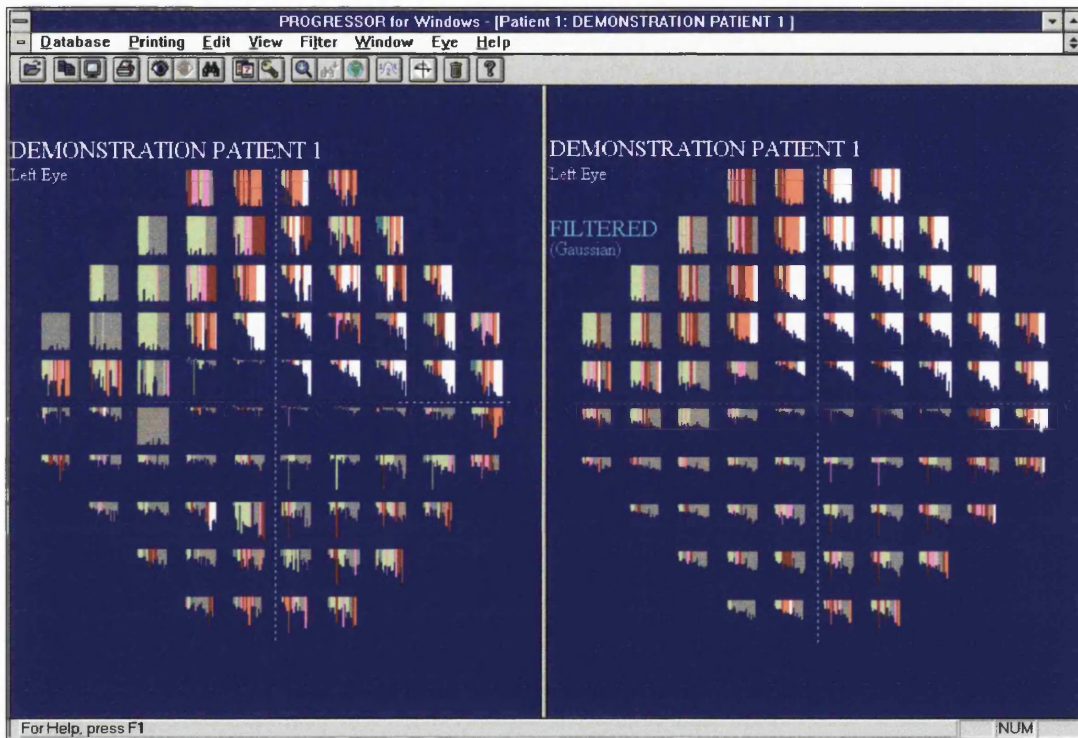 PROGRESSOR for Windows - [Patient 1: DEMONSTRATION PATIENT 1 ]
Database Printing Edit View Filter Window Eye Help
DEMONSTRATION PATIENT 1
Left Eye
DEMONSTRATION PATIENT 1
Left Eye
FILTERED
(Gaussian)
For Help, press F1
NUM